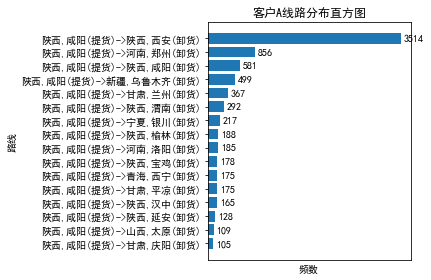 客户A线路分布直方图
陕西,咸阳(提货)->陕西,西安(卸货) 3514
陕西,咸阳(提货)->河南,郑州(卸货) 856
陕西,咸阳(提货)->陕西,咸阳(卸货) 581
陕西,咸阳(提货)->新疆,乌鲁木齐(卸货) 499
陕西,咸阳(提货)->甘肃,兰州(卸货) 367
陕西,咸阳(提货)->陕西,渭南(卸货) 292
陕西,咸阳(提货)->宁夏,银川(卸货) 217
陕西,咸阳(提货)->陕西,榆林(卸货) 188
陕西,咸阳(提货)->河南,洛阳(卸货) 185
陕西,咸阳(提货)->陕西,宝鸡(卸货) 178
陕西,咸阳(提货)->青海,西宁(卸货) 175
陕西,咸阳(提货)->甘肃,平凉(卸货) 175
陕西,咸阳(提货)->陕西,汉中(卸货) 165
陕西,咸阳(提货)->陕西,延安(卸货) 128
陕西,咸阳(提货)->山西,太原(卸货) 109
陕西,咸阳(提货)->甘肃,庆阳(卸货) 105
路线
频数